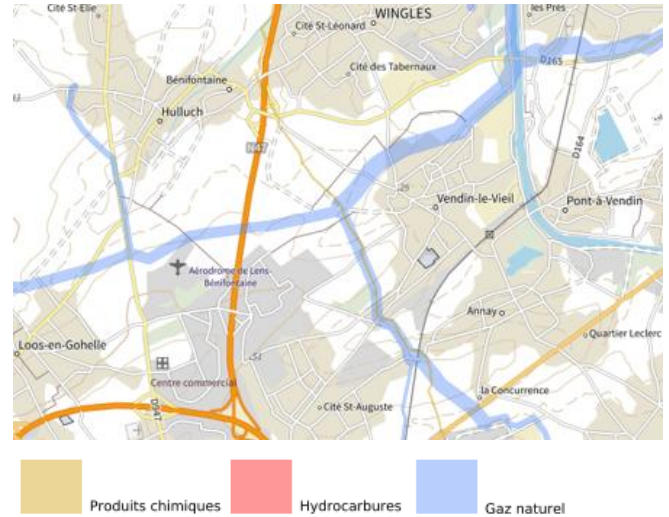 Cité St-Elie
WINGLES
les Prés
Cité St-Léonard
D165
Cité des Tabernaux
Bénifontaine
Hulluch
N47
D164
Vendin-le-Vieil
Pont-à-Vendin
Aérodrome de Lens-
Bénifontaine
Annay
Loos-en-Gohelle
Quartier Leclerc
54
Centre commercial
la Concurrence
D947
Cité St-Auguste
Produits chimiques
Hydrocarbures
Gaz naturel